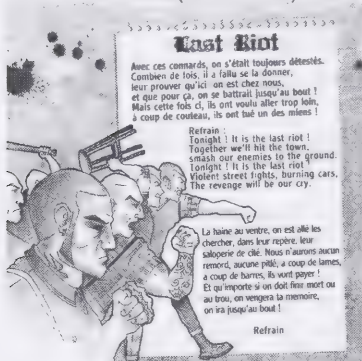 Last Riot
Avec ces connards, on s'était toujours détestés.
Combien de fois, il a fallu se la donner,
leur prouver qu'ici on est chez nous,
et que pour ça, on se battrait jusqu'au bout !
Mais cette fois ci, ils ont voulu aller trop loin,
à coup de couteau, ils ont tué un des miens !
Refrain :
Tonight ! It is the last riot !
Together we'll hit the town,
smash our enemies to the ground.
Tonight ! It is the last riot !
Violent street fights, burning cars,
The revenge will be our cry.
La haine au ventre, on est allé les
chercher, dans leur repère, leur
saloperie de cité. Nous n'aurons aucun
remord, aucune pitié, a coup de lames,
a coup de barres, ils vont payer !
Et qu'importe si on doit finir mort ou
au trou, on vengera la memoire,
on ira jusqu'au bout !
Refrain